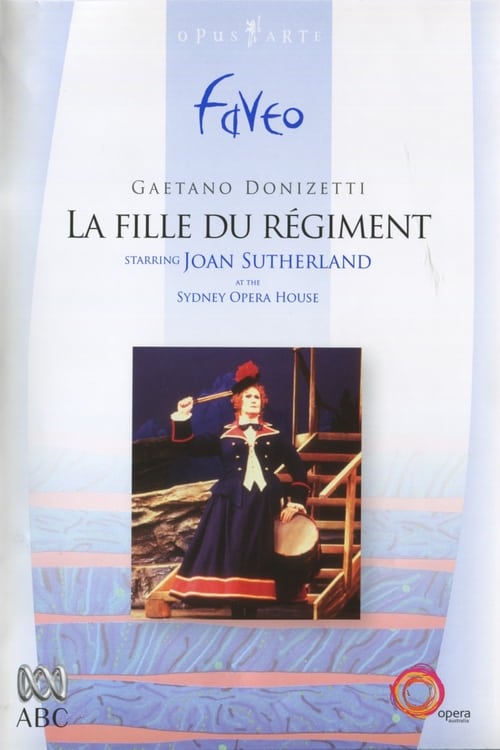 OPUS ARTE
faveo
GAETANO DONIZETTI
LA FILLE DU RÉGIMENT
STARRING JOAN SUTHERLAND
AT THE
SYDNEY OPERA HOUSE
ABC
opera
australia